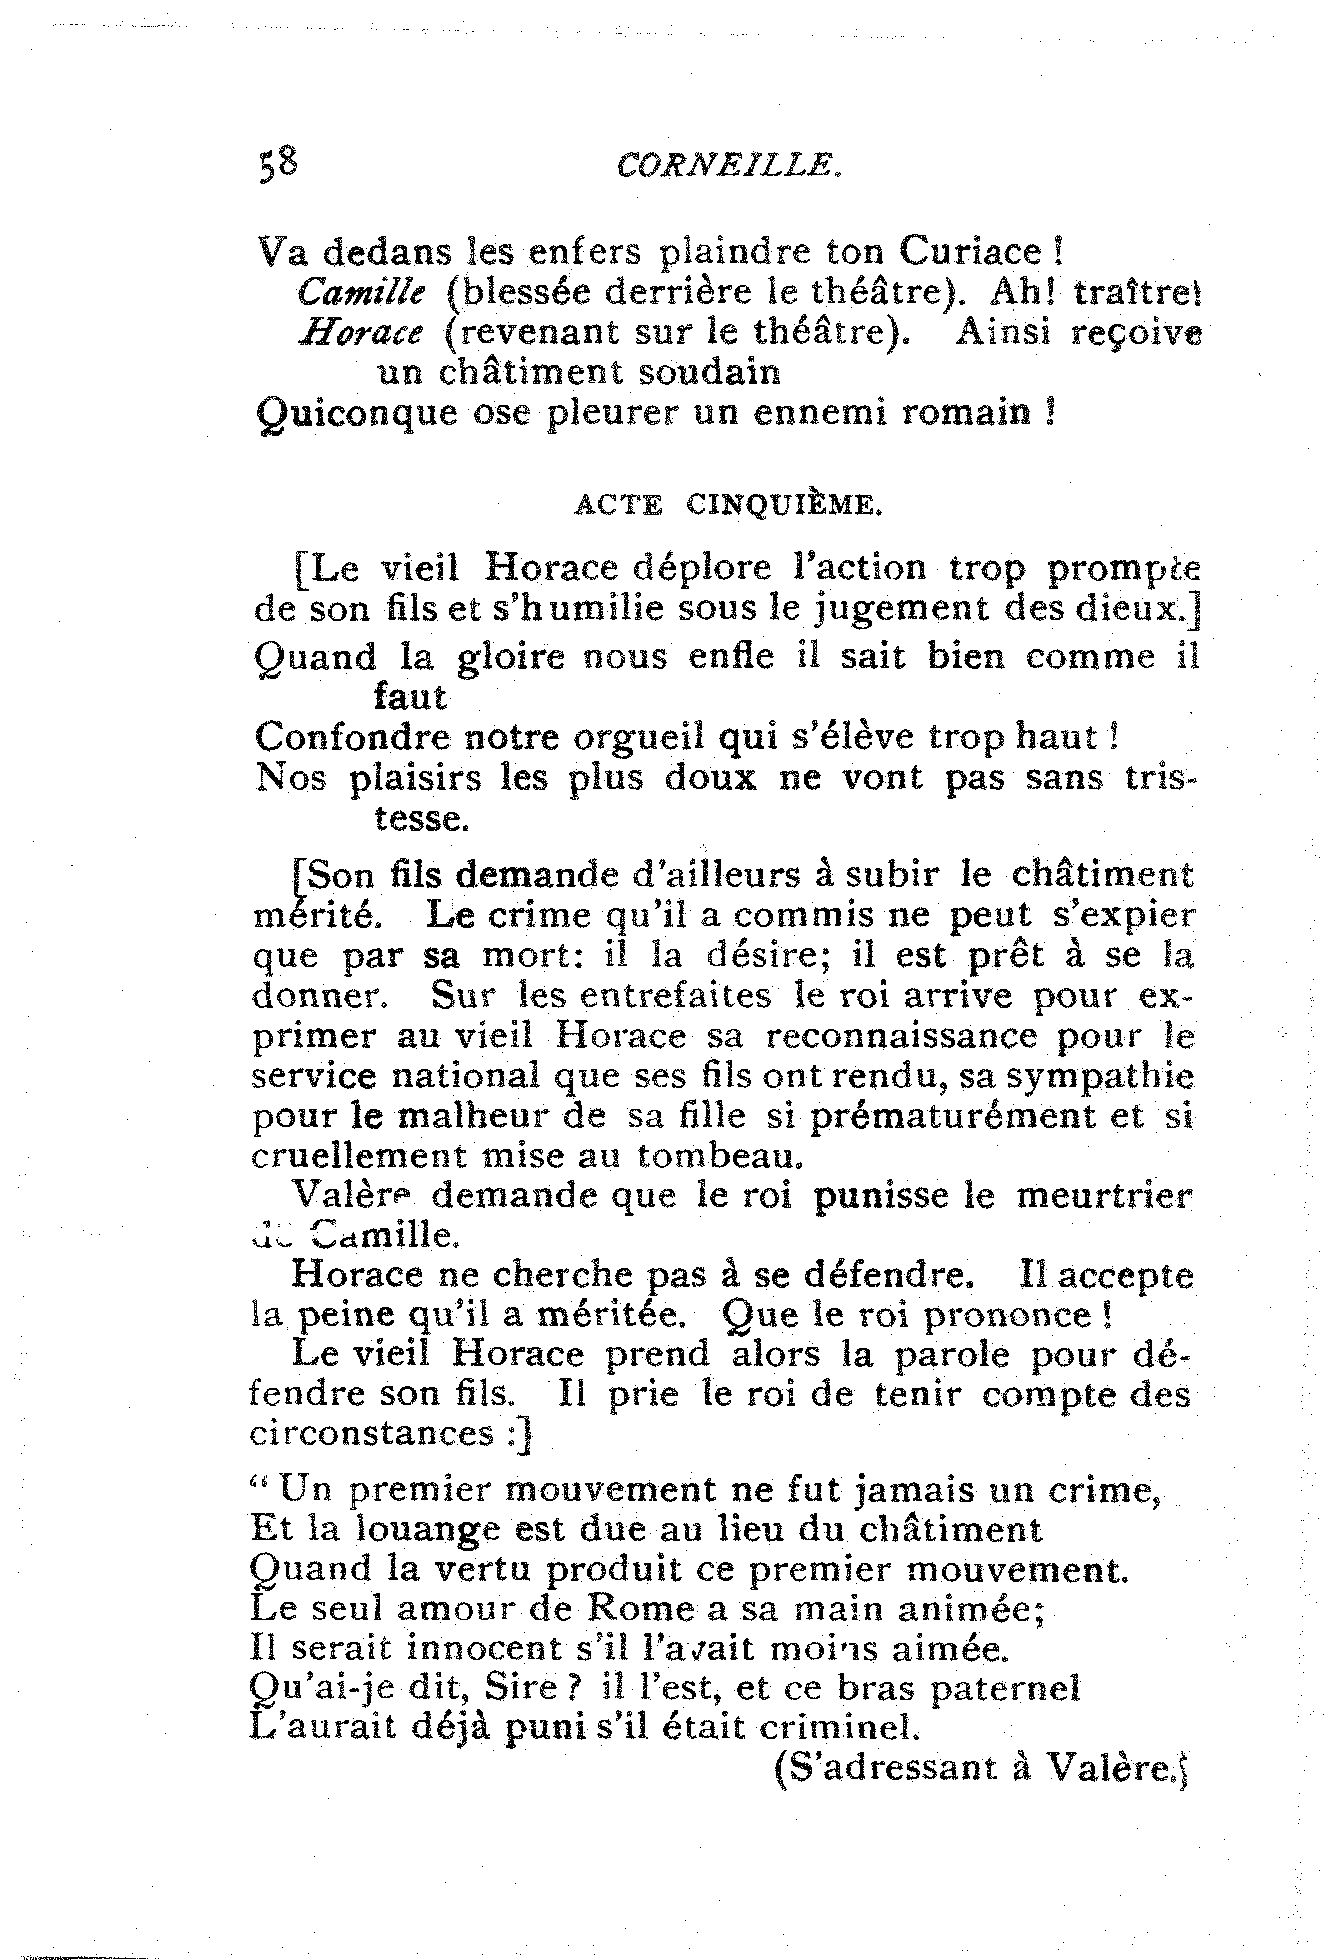 58 CORNEILLE.
Va dedans les enfers plaindre ton Curiace !
Camille (blessée derrière le théâtre). Ah! traître!
Horace (revenant sur le théâtre). Ainsi reçoive
un châtiment soudain
Quiconque ose pleurer un ennemi romain !
ACTE CINQUIÈME.
[Le vieil Horace déplore l'action trop prompte
de son fils et s'humilie sous le jugement des dieux.]
Quand la gloire nous enfle il sait bien comme il
faut
Confondre notre orgueil qui s'élève trop haut !
Nos plaisirs les plus doux ne vont pas sans tris-
tesse.
[Son fils demande d'ailleurs à subir le châtiment
mérité. Le crime qu'il a commis ne peut s'expier
que par sa mort: il la désire; il est prêt à se la
donner. Sur les entrefaites le roi arrive pour ex-
primer au vieil Horace sa reconnaissance pour le
service national que ses fils ont rendu, sa sympathie
pour le malheur de sa fille si prématurément et si
cruellement mise au tombeau.
Valère demande que le roi punisse le meurtrier
de Camille.
Horace ne cherche pas à se défendre. Il accepte
la peine qu'il a méritée. Que le roi prononce !
Le vieil Horace prend alors la parole pour dé-
fendre son fils. Il prie le roi de tenir compte des
circonstances :]
“ Un premier mouvement ne fut jamais un crime,
Et la louange est due au lieu du châtiment
Quand la vertu produit ce premier mouvement.
Le seul amour de Rome a sa main animée;
Il serait innocent s'il l'avait moins aimée.
Qu'ai-je dit, Sire ? il l'est, et ce bras paternel
L'aurait déjà puni s'il était criminel.
(S'adressant à Valère.)